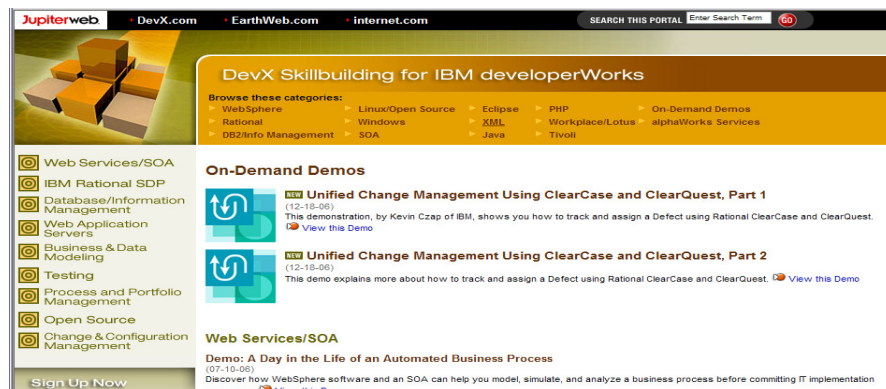 Jupiterweb. DevX.com EarthWeb.com internet.com SEARCH THIS PORTAL Enter Search Term GO
DevX Skillbuilding for IBM developerWorks
Browse these categories:
WebSphere Linux/Open Source Eclipse PHP On-Demand Demos
Rational Windows XML Workplace/Lotus alphaWorks Services
DB2/Info Management SOA Java Tivoli
Web Services/SOA
IBM Rational SDP
Database/Information
Management
Web Application
Servers
Business & Data
Modeling
Testing
Process and Portfolio
Management
Open Source
Change & Configuration
Management
Sign Up Now
On-Demand Demos
NEW Unified Change Management Using ClearCase and ClearQuest, Part 1
(12-18-06)
This demonstration, by Kevin Czap of IBM, shows you how to track and assign a Defect using Rational ClearCase and ClearQuest.
View this Demo
NEW Unified Change Management Using ClearCase and ClearQuest, Part 2
(12-18-06)
This demo explains more about how to track and assign a Defect using Rational ClearCase and ClearQuest. View this Demo
Web Services/SOA
Demo: A Day in the Life of an Automated Business Process
(07-10-06)
Discover how WebSphere software and an SOA can help you model, simulate, and analyze a business process before committing IT implementation